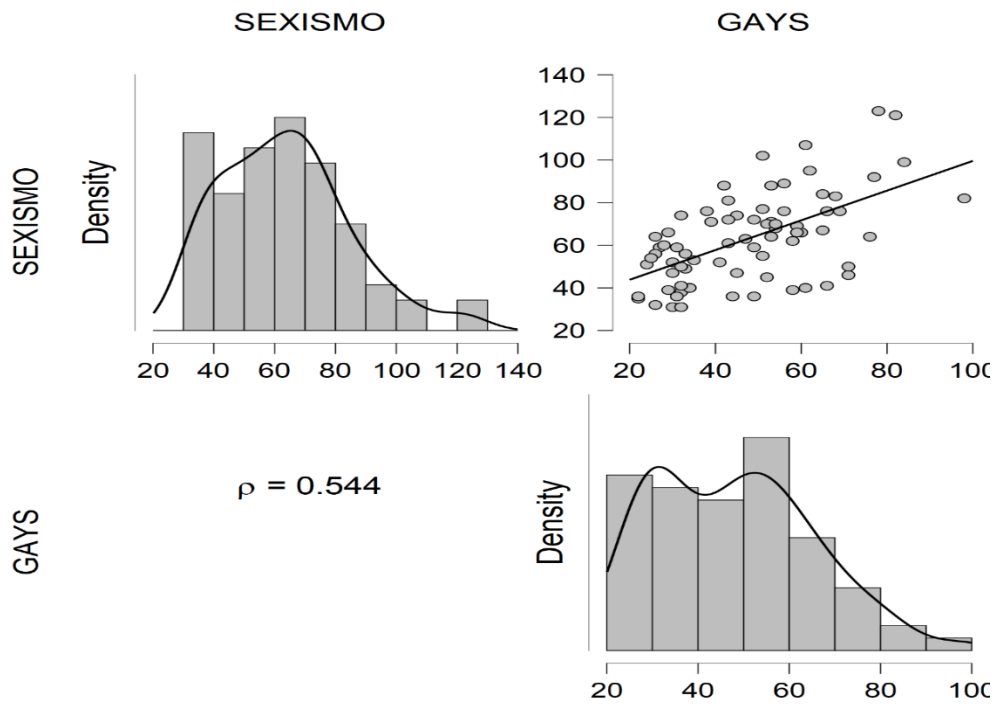 SEXISMO
GAYS
SEXISMO
Density
20 40 60 80 100 120 140
140
120
100
80
60
40
20
20 40 60 80 100
GAYS
ρ = 0.544
Density
20 40 60 80 100